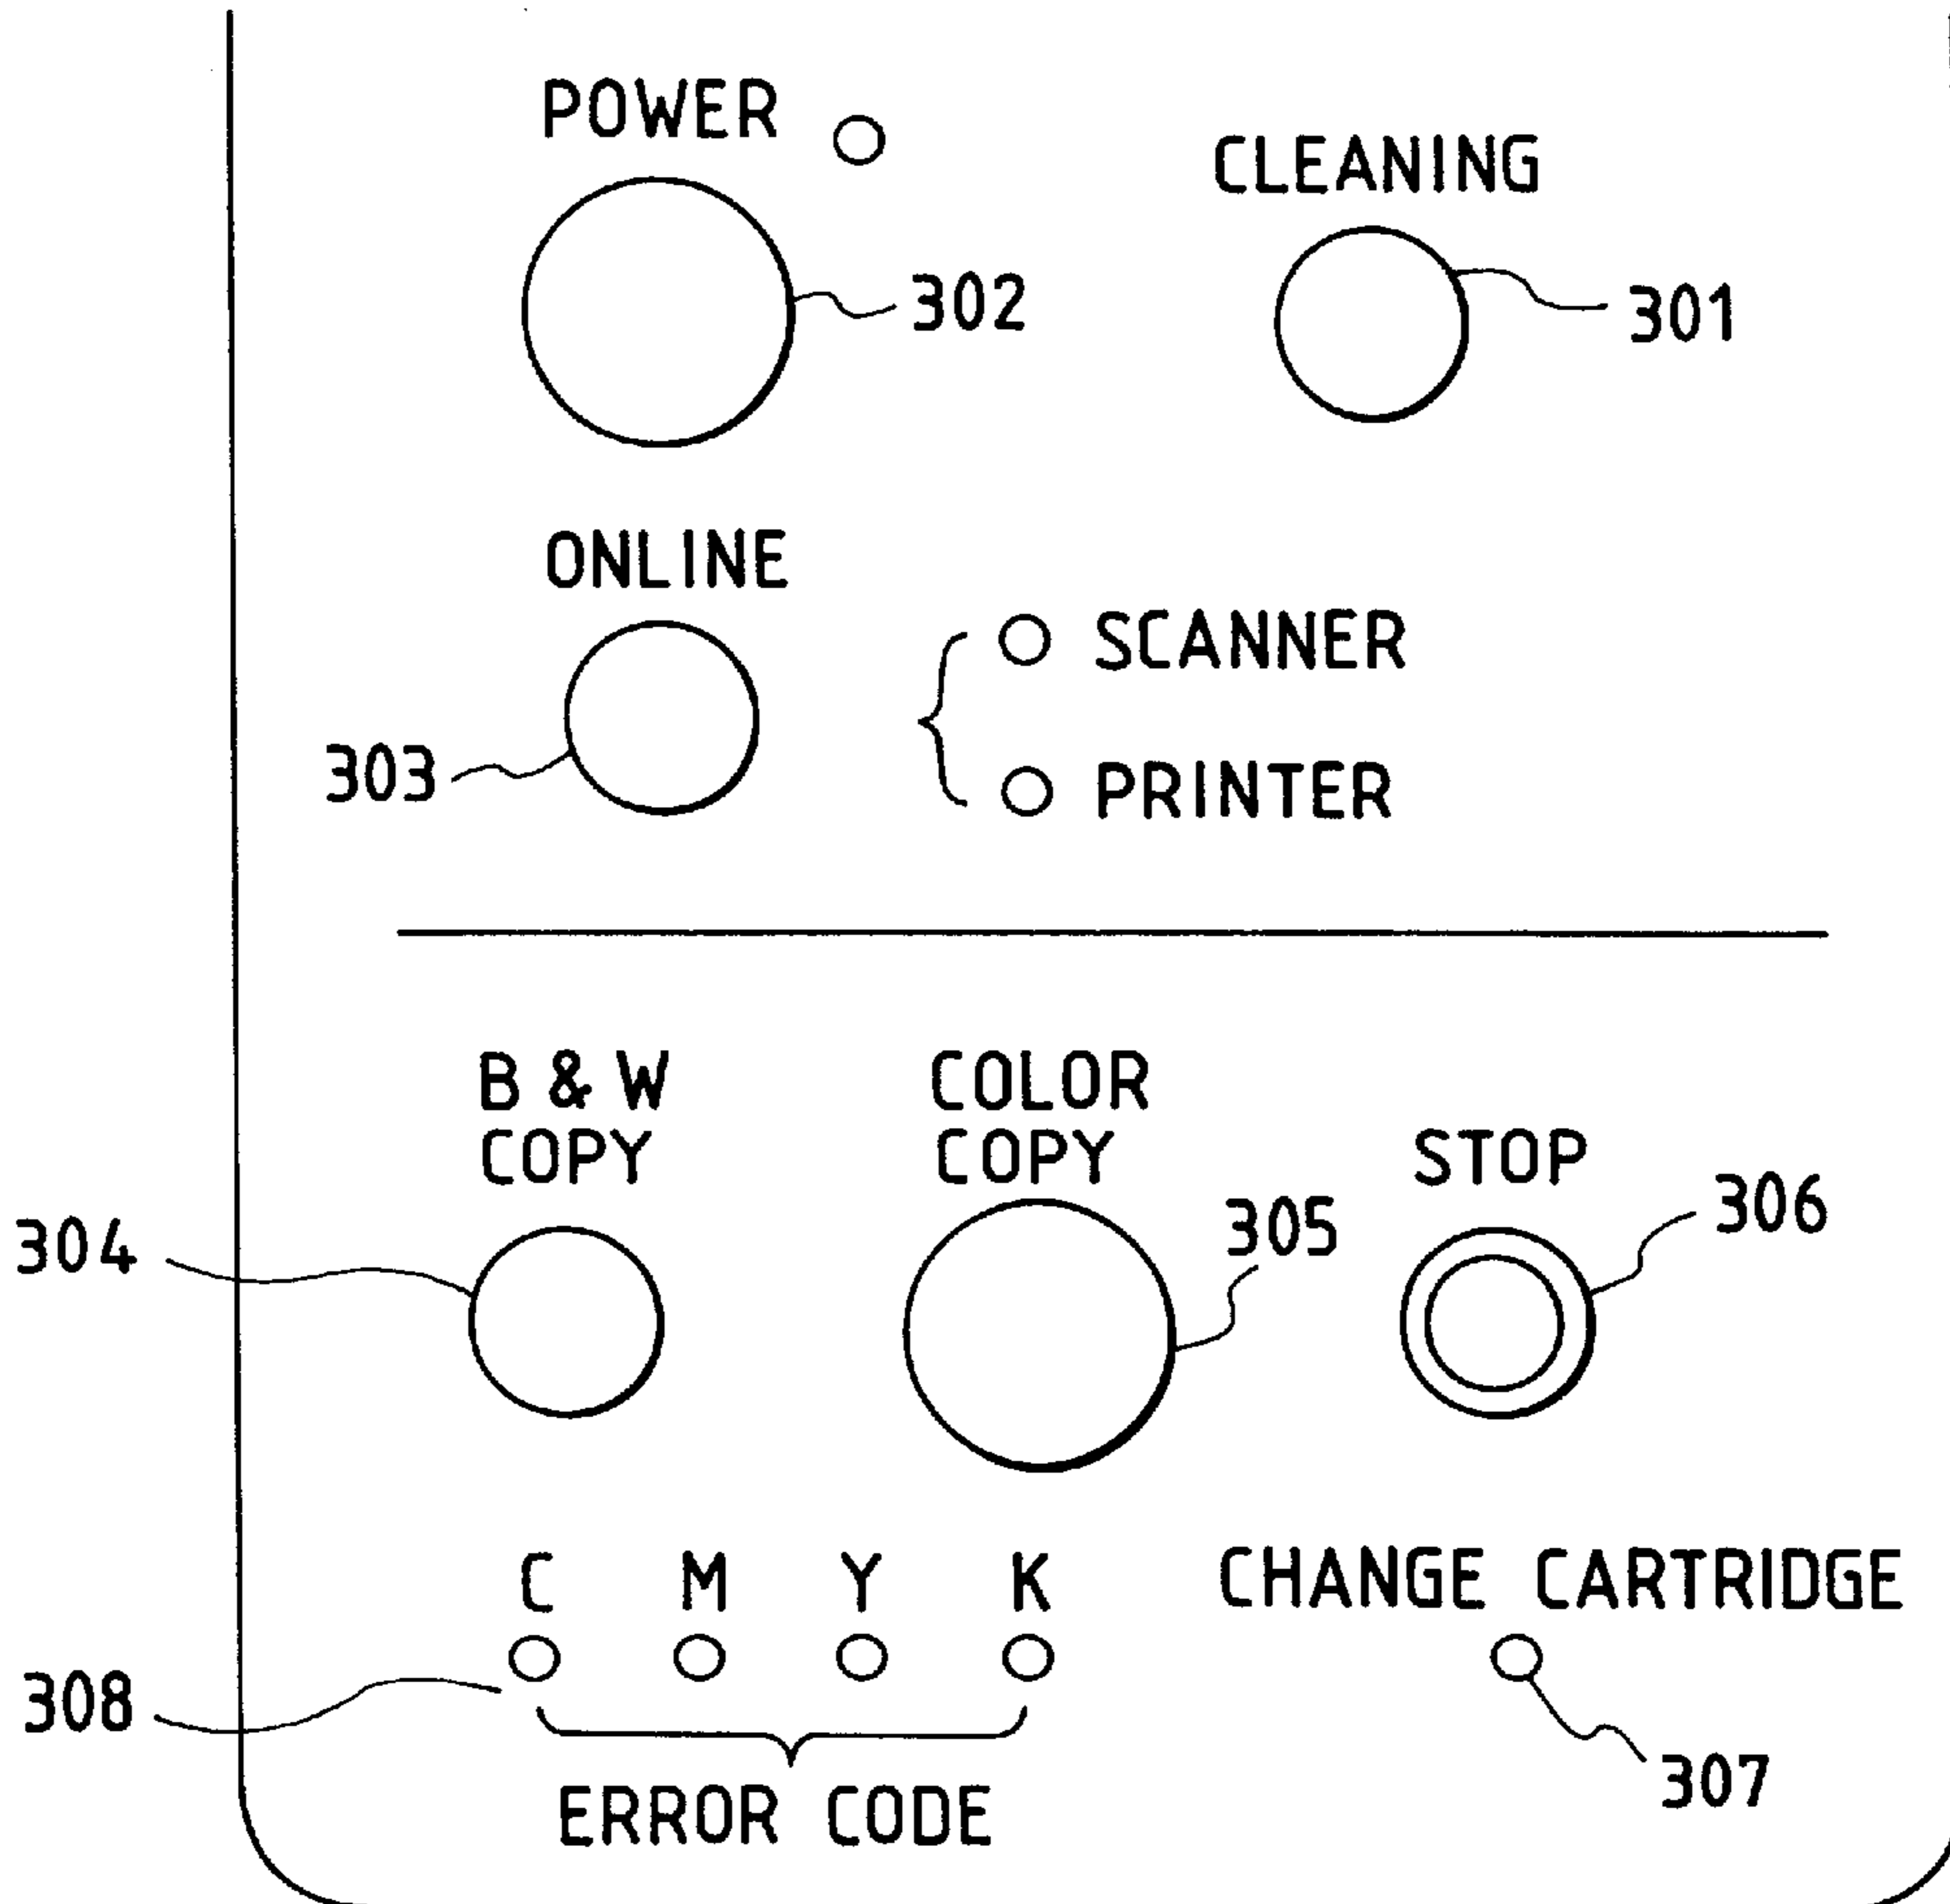 POWER
CLEANING
302
301
ONLINE
SCANNER
303
PRINTER
B & W
COPY
COLOR
COPY
STOP
304
305
306
C M Y K
CHANGE CARTRIDGE
308
307
ERROR CODE